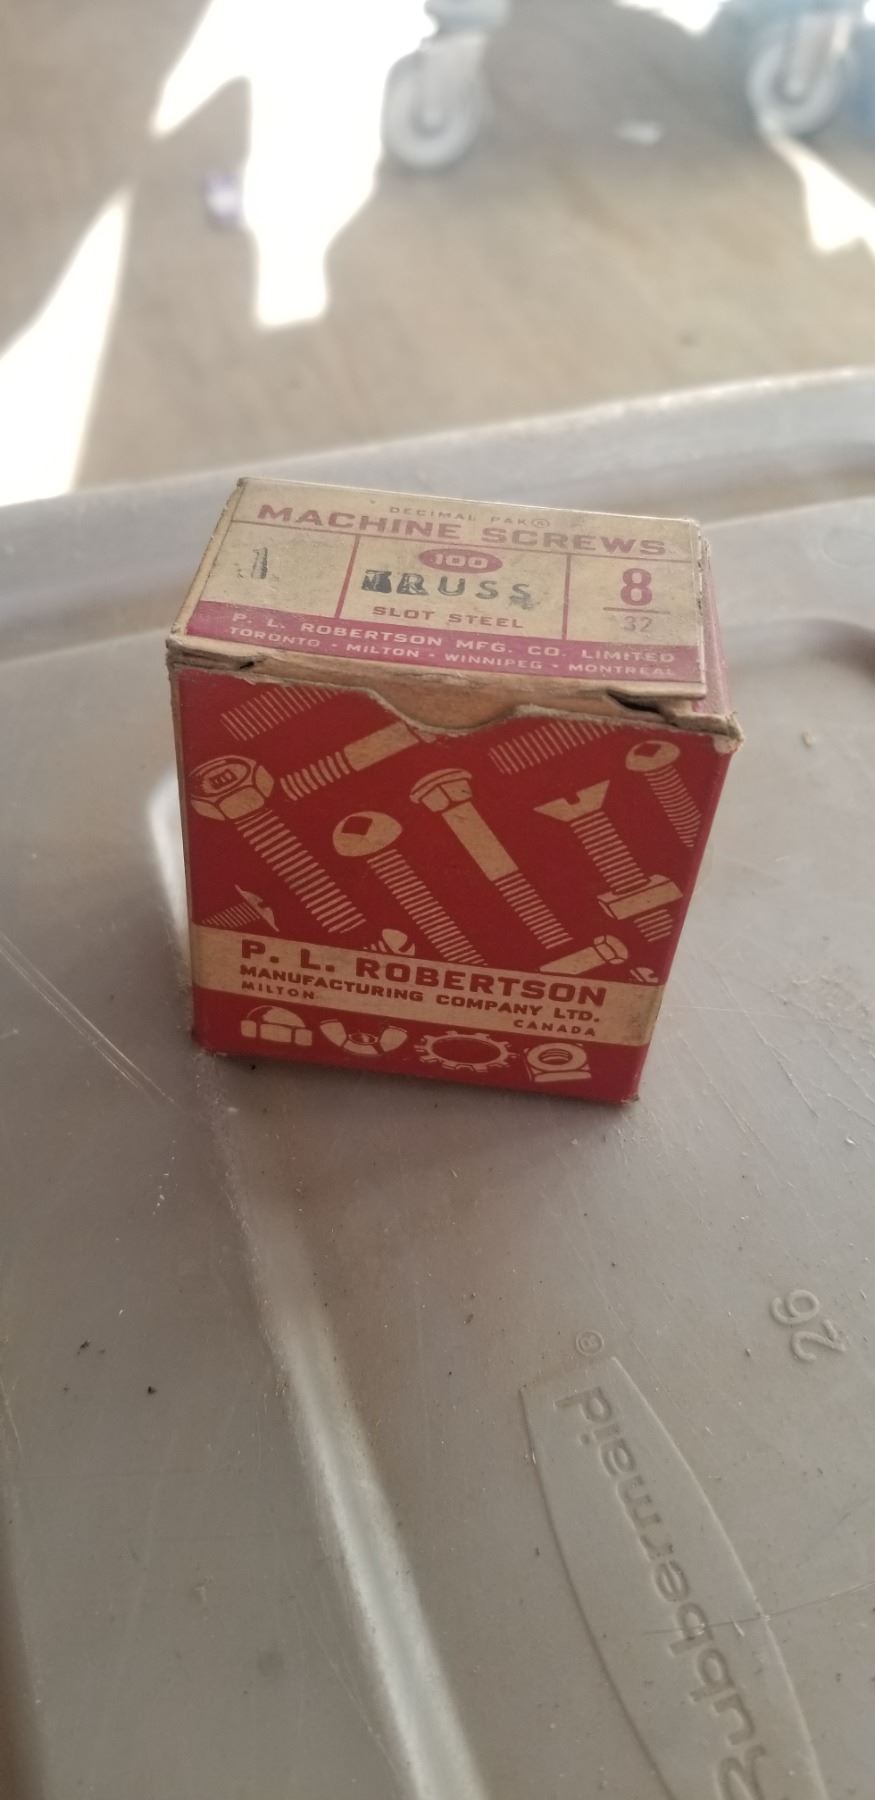 DECIMAL PAK®
MACHINE SCREWS
1
100
TRUSS
SLOT STEEL
8
32
P. L. ROBERTSON MFG. CO. LIMITED
TORONTO - MILTON - WINNIPEG - MONTREAL
P. L. ROBERTSON
MANUFACTURING COMPANY LTD.
MILTON
CANADA
26
Rubbermaid®